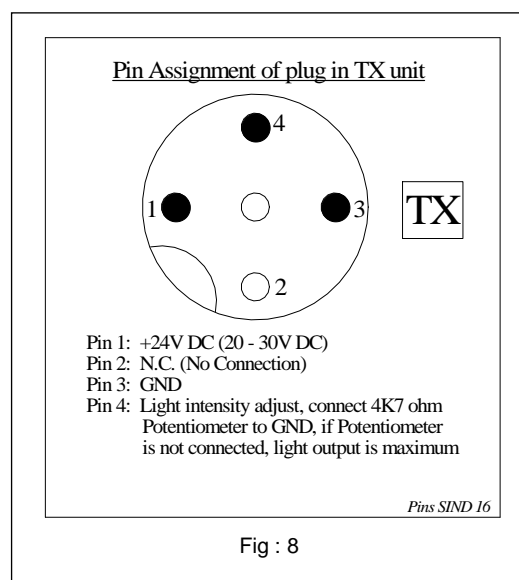 Pin Assignment of plug in TX unit
4
1
3
TX
2
Pin 1: +24V DC (20 - 30V DC)
Pin 2: N.C. (No Connection)
Pin 3: GND
Pin 4: Light intensity adjust, connect 4K7 ohm
Potentiometer to GND, if Potentiometer
is not connected, light output is maximum
Pins SIND 16
Fig : 8